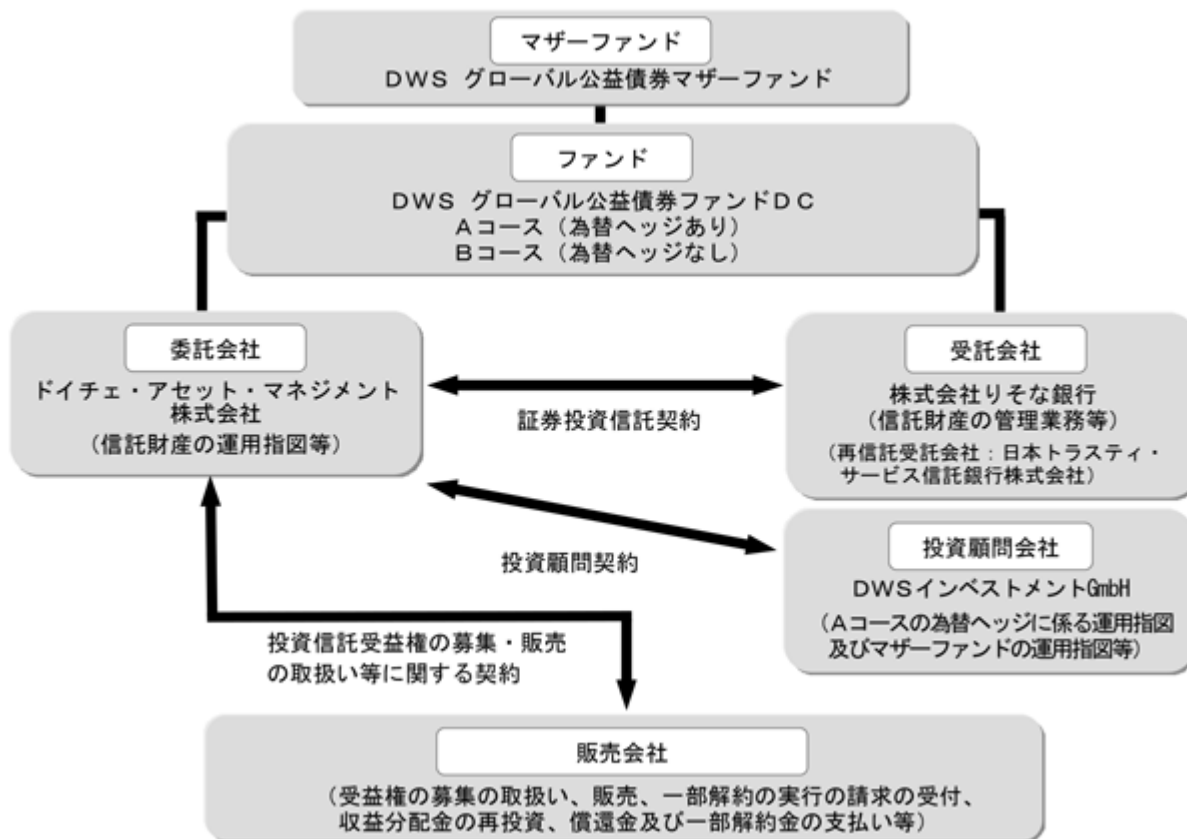 マザーファンド
DWS グローバル公益債券マザーファンド
ファンド
DWS グローバル公益債券ファンドDC
Aコース（為替ヘッジあり）
Bコース（為替ヘッジなし）
委託会社
ドイチェ・アセット・マネジメント
株式会社
（信託財産の運用指図等）
証券投資信託契約
受託会社
株式会社りそな銀行
（信託財産の管理業務等）
（再信託受託会社：日本トラスティ・
サービス信託銀行株式会社）
投資顧問契約
投資顧問会社
DWSインベストメントGmbH
（Aコースの為替ヘッジに係る運用指図
及びマザーファンドの運用指図等）
投資信託受益権の募集・販売
の取扱い等に関する契約
販売会社
（受益権の募集の取扱い、販売、一部解約の実行の請求の受付、
収益分配金の再投資、償還金及び一部解約金の支払い等）